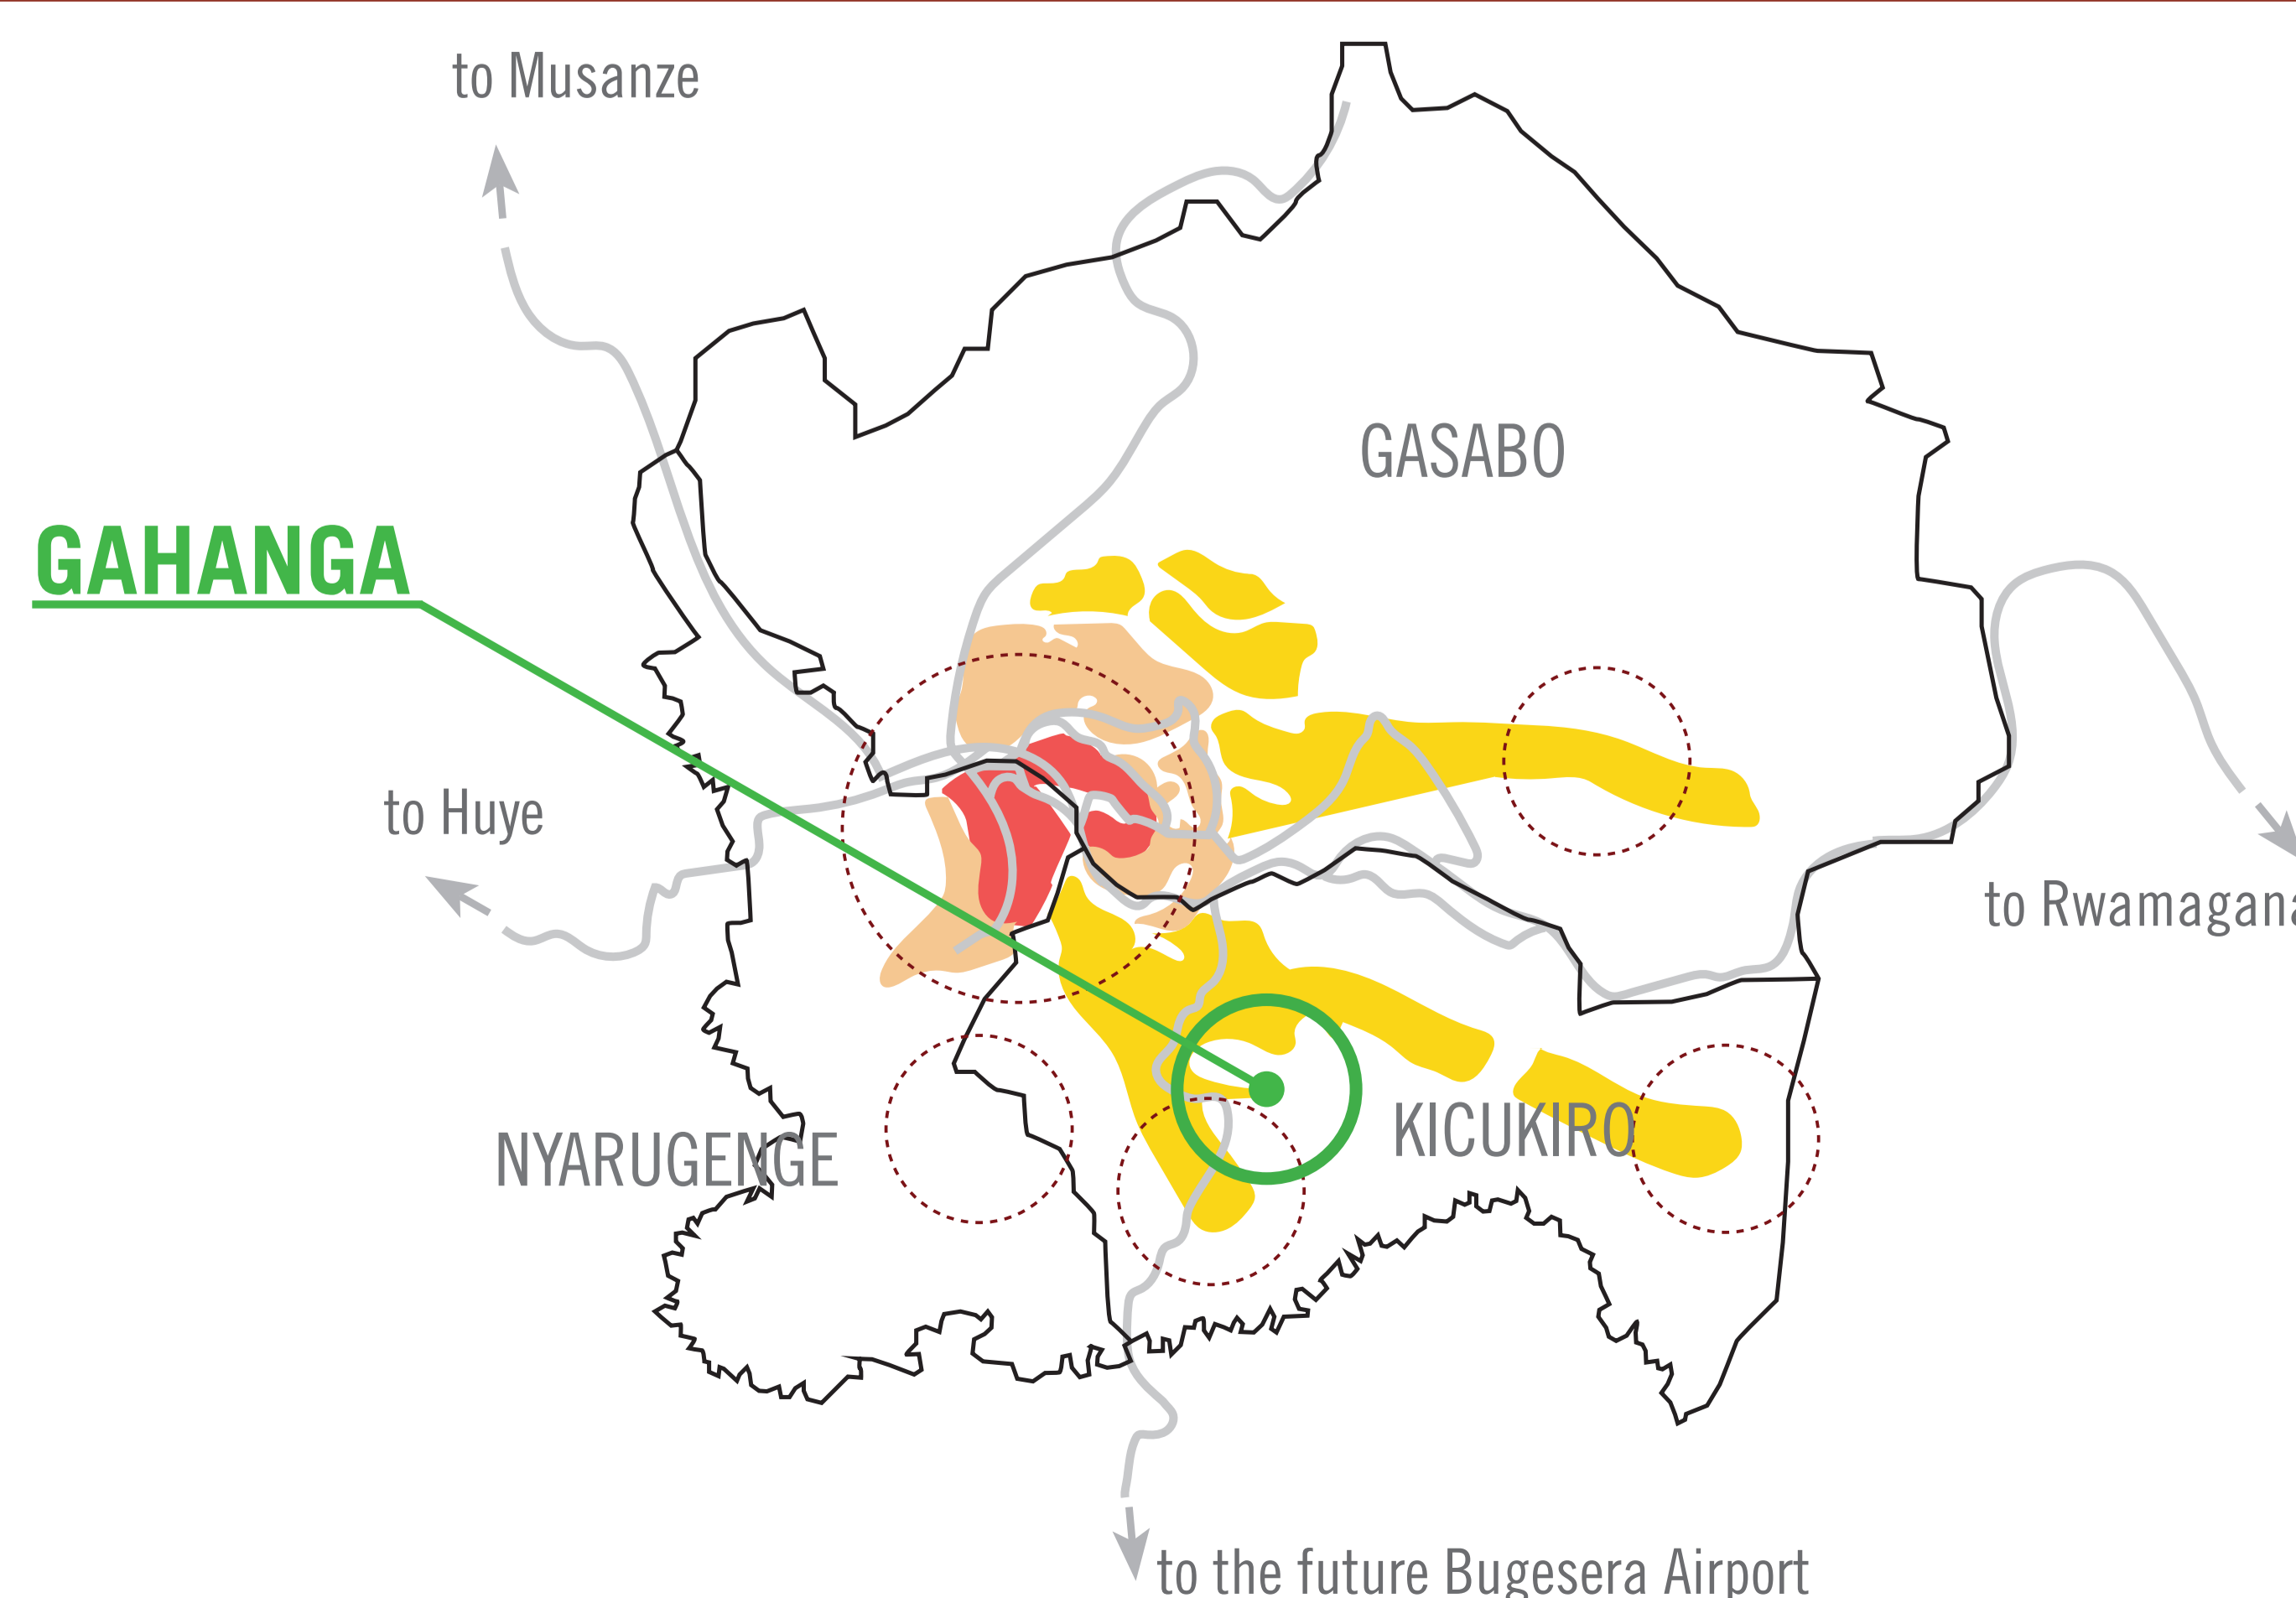 to Musanze
GASABO
GAHANGA
to Huye
to Rwamagana
NYARUGENGE
KICUKIRO
to the future Bugesera Airport